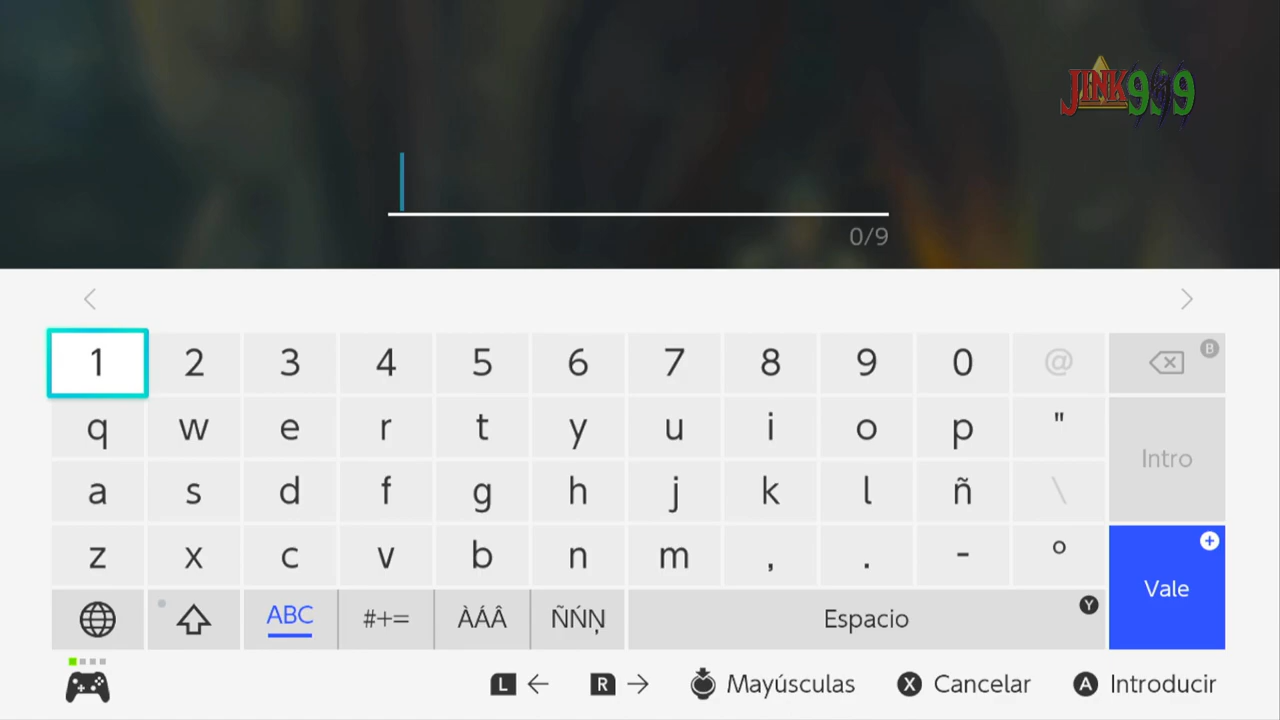 JINK999
0/9
1 2 3 4 5 6 7 8 9 0 @ B
q w e r t y u i o p " Intro
a s d f g h j k l ñ \
z x c v b n m , . - º + Vale
ABC #+= ÀÁÂ ÑŃŅ Espacio Y
L ← R → Mayúsculas X Cancelar A Introducir